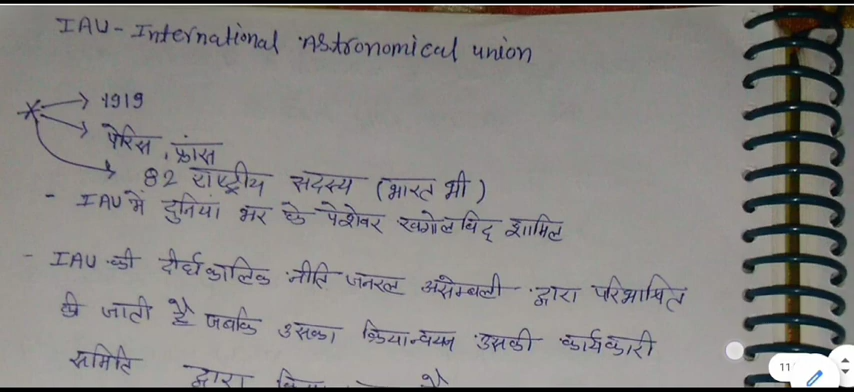 IAU - International Astronomical union
→ 1919
→ पेरिस, फ्रांस
→ 82 राष्ट्रीय सदस्य (भारत भी)
- IAU में दुनियां भर के पेशेवर खगोलविद् शामिल
- IAU की दीर्घकालिक नीति जनरल असेम्बली द्वारा परिभाषित
की जाती है जबकि उसका क्रियान्वयन उसकी कार्यकारी
समिति द्वारा किया है
11